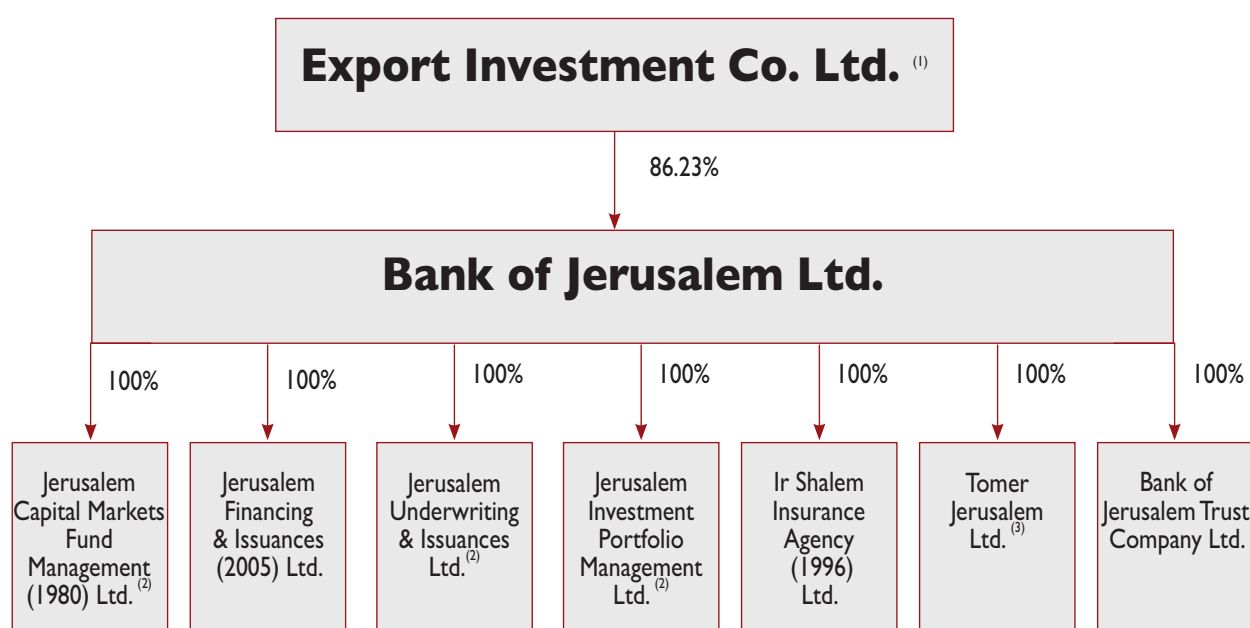 Export Investment Co. Ltd. (1)
86.23%
Bank of Jerusalem Ltd.
100%
100%
100%
100%
100%
100%
100%
Jerusalem
Capital Markets
Fund
Management
(1980) Ltd. (2)
Jerusalem
Financing
& Issuances
(2005) Ltd.
Jerusalem
Underwriting
& Issuances
Ltd. (2)
Jerusalem
Investment
Portfolio
Management
Ltd. (2)
Ir Shalem
Insurance
Agency
(1996)
Ltd.
Tomer
Jerusalem
Ltd. (3)
Bank of
Jerusalem Trust
Company Ltd.